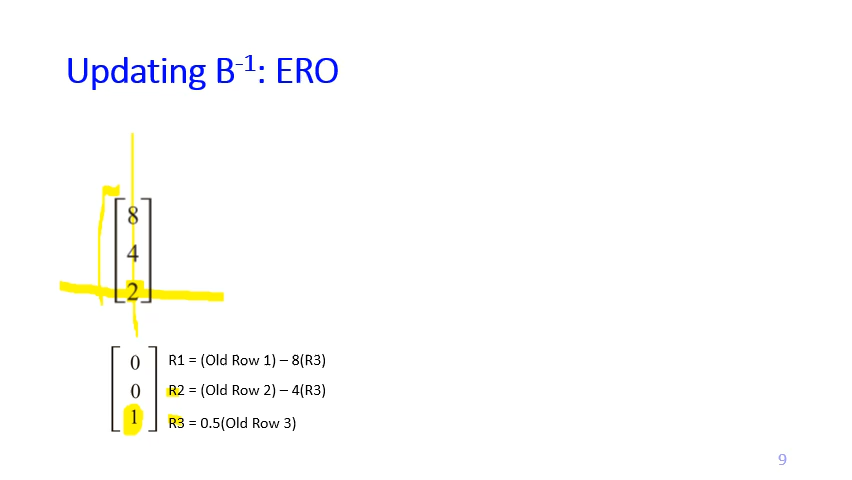 Updating B⁻¹: ERO
8
4
2
0 R1 = (Old Row 1) – 8(R3)
0 R2 = (Old Row 2) – 4(R3)
1 R3 = 0.5(Old Row 3)
9